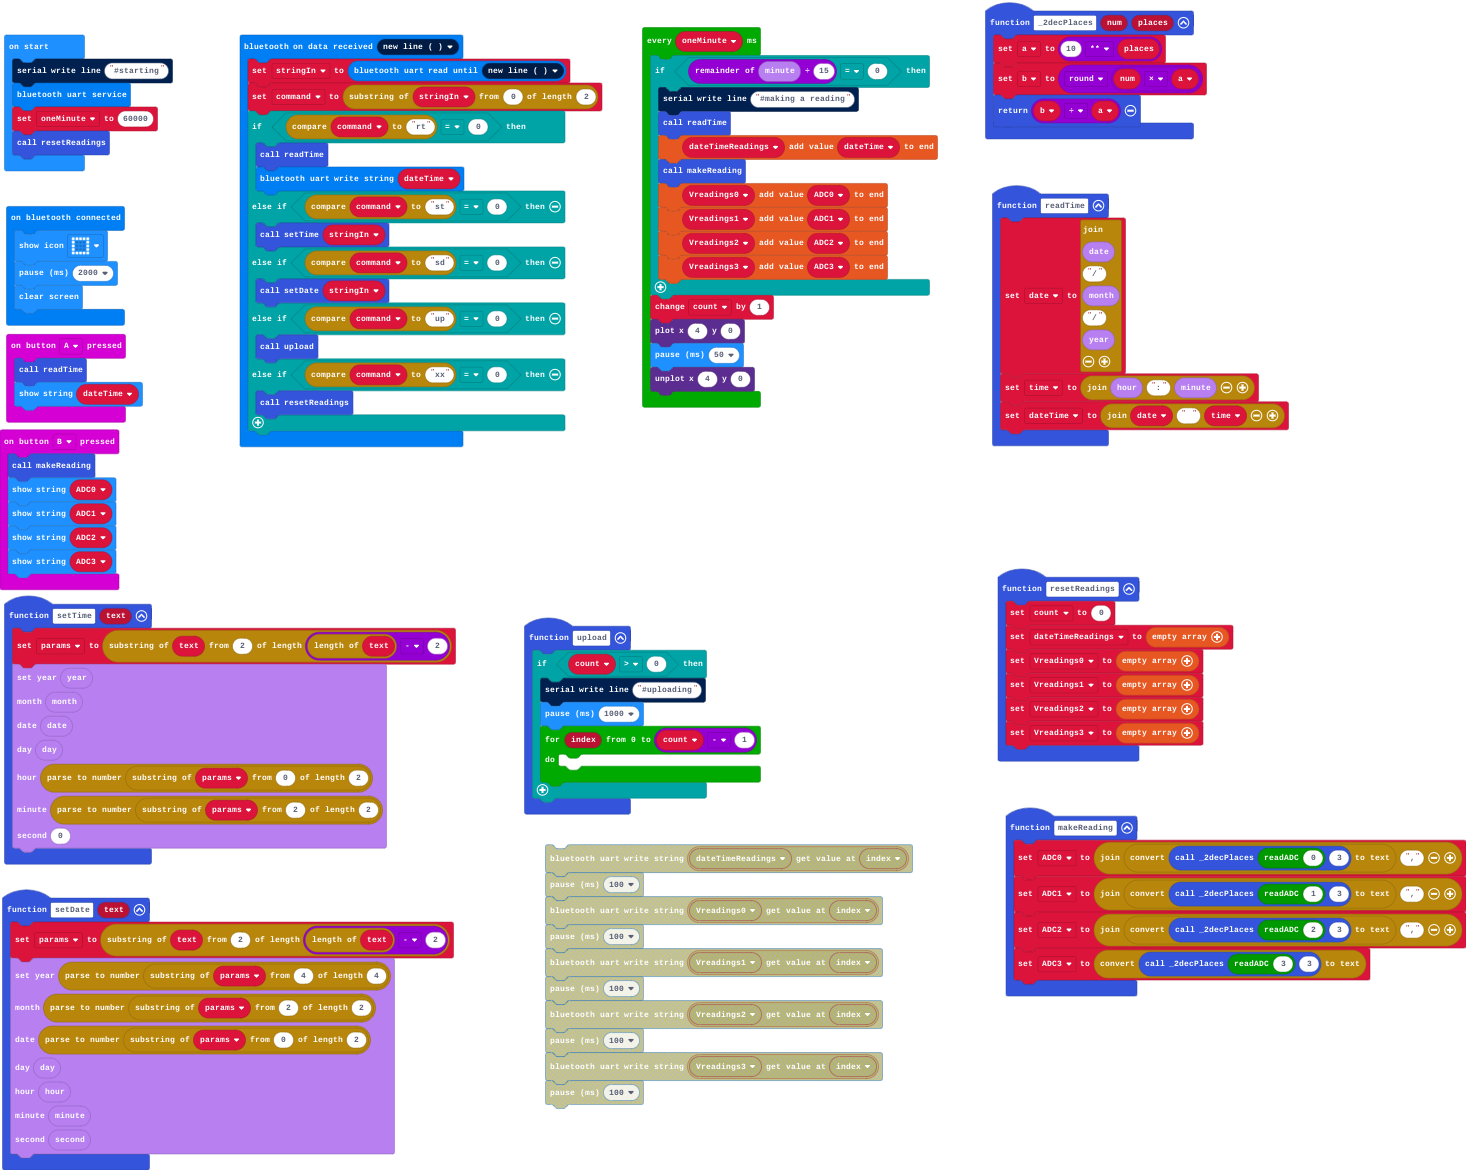 on start
serial write line "#starting"
bluetooth uart service
set oneMinute to 60000
call resetReadings
on bluetooth connected
show icon
pause (ms) 2000
clear screen
on button A pressed
call readTime
show string dateTime
on button B pressed
call makeReading
show string ADC0
show string ADC1
show string ADC2
show string ADC3
bluetooth on data received new line ( )
set stringIn to bluetooth uart read until new line ( )
set command to substring of stringIn from 0 of length 2
if compare command to "rt" = 0 then
call readTime
bluetooth uart write string dateTime
else if compare command to "st" = 0 then
call setTime stringIn
else if compare command to "sd" = 0 then
call setDate stringIn
else if compare command to "up" = 0 then
call upload
else if compare command to "xx" = 0 then
call resetReadings
every oneMinute ms
if remainder of minute ÷ 15 = 0 then
serial write line "#making a reading"
call readTime
dateTimeReadings add value dateTime to end
call makeReading
Vreadings0 add value ADC0 to end
Vreadings1 add value ADC1 to end
Vreadings2 add value ADC2 to end
Vreadings3 add value ADC3 to end
change count by 1
plot x 4 y 0
pause (ms) 50
unplot x 4 y 0
function _2decPlaces num places
set a to 10 ** places
set b to round num × a
return b ÷ a
function readTime
set date to join date "/" month "/" year
set time to join hour ":" minute
set dateTime to join date " " time
function setTime text
set params to substring of text from 2 of length length of text - 2
set year year
month month
date date
day day
hour parse to number substring of params from 0 of length 2
minute parse to number substring of params from 2 of length 2
second 0
function setDate text
set params to substring of text from 2 of length length of text - 2
set year parse to number substring of params from 4 of length 4
month parse to number substring of params from 2 of length 2
date parse to number substring of params from 0 of length 2
day day
hour hour
minute minute
second second
function upload
if count > 0 then
serial write line "#uploading"
pause (ms) 1000
for index from 0 to count - 1
do
bluetooth uart write string dateTimeReadings get value at index
pause (ms) 100
bluetooth uart write string Vreadings0 get value at index
pause (ms) 100
bluetooth uart write string Vreadings1 get value at index
pause (ms) 100
bluetooth uart write string Vreadings2 get value at index
pause (ms) 100
bluetooth uart write string Vreadings3 get value at index
pause (ms) 100
function resetReadings
set count to 0
set dateTimeReadings to empty array
set Vreadings0 to empty array
set Vreadings1 to empty array
set Vreadings2 to empty array
set Vreadings3 to empty array
function makeReading
set ADC0 to join convert call _2decPlaces readADC 0 3 to text ","
set ADC1 to join convert call _2decPlaces readADC 1 3 to text ","
set ADC2 to join convert call _2decPlaces readADC 2 3 to text ","
set ADC3 to convert call _2decPlaces readADC 3 3 to text